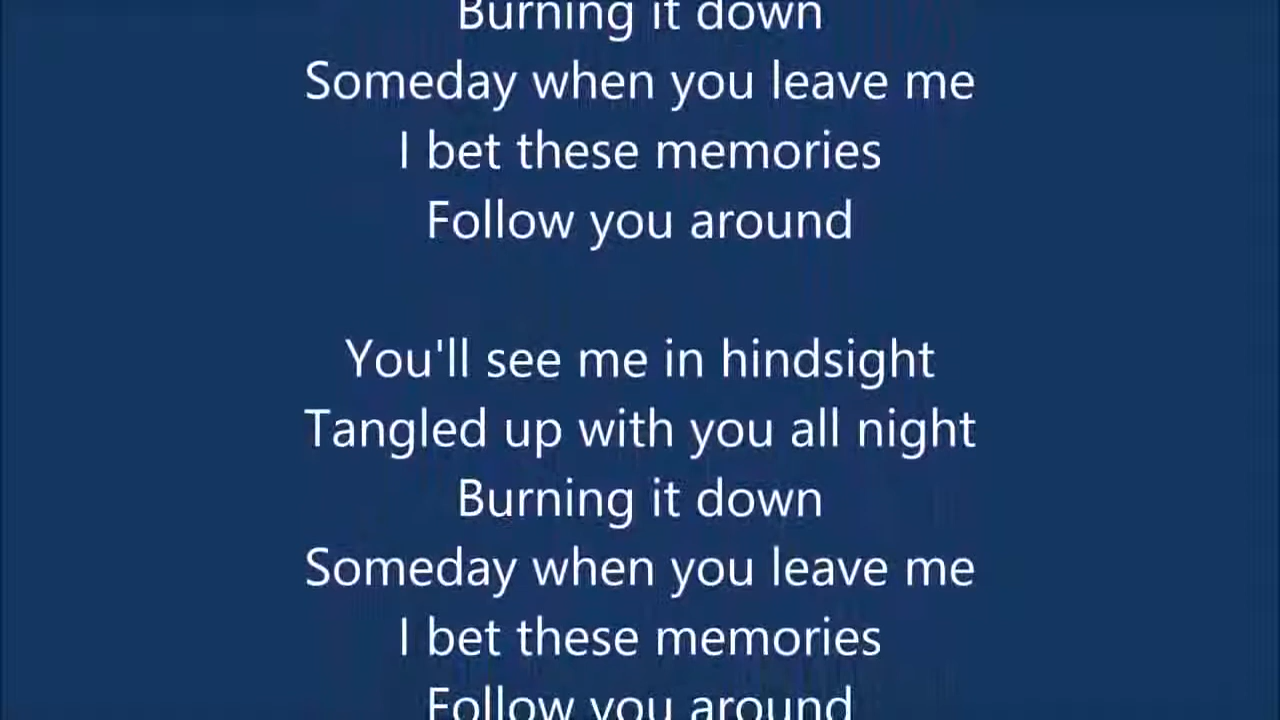 Burning it down
Someday when you leave me
I bet these memories
Follow you around
You'll see me in hindsight
Tangled up with you all night
Burning it down
Someday when you leave me
I bet these memories
Follow you around